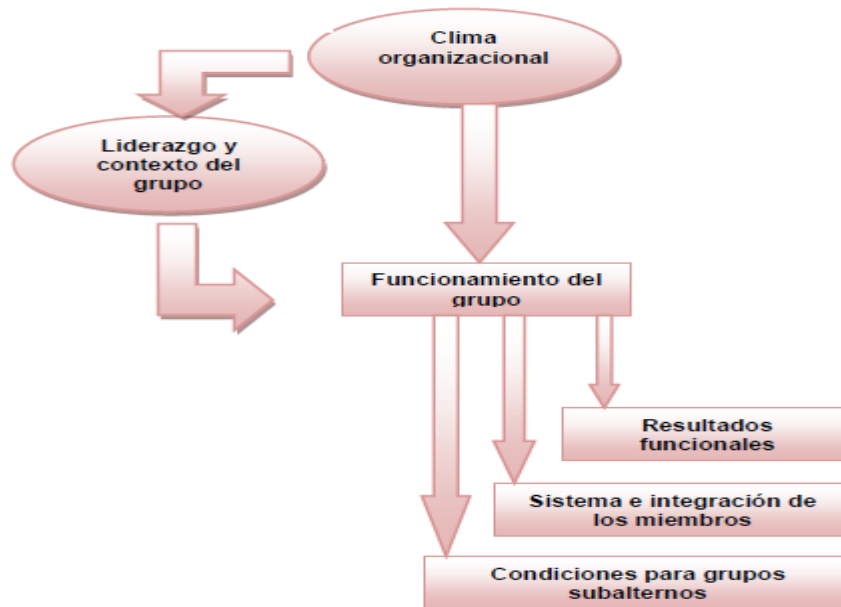 Clima
organizacional
Liderazgo y
contexto del
grupo
Funcionamiento del
grupo
Resultados
funcionales
Sistema e integración de
los miembros
Condiciones para grupos
subalternos